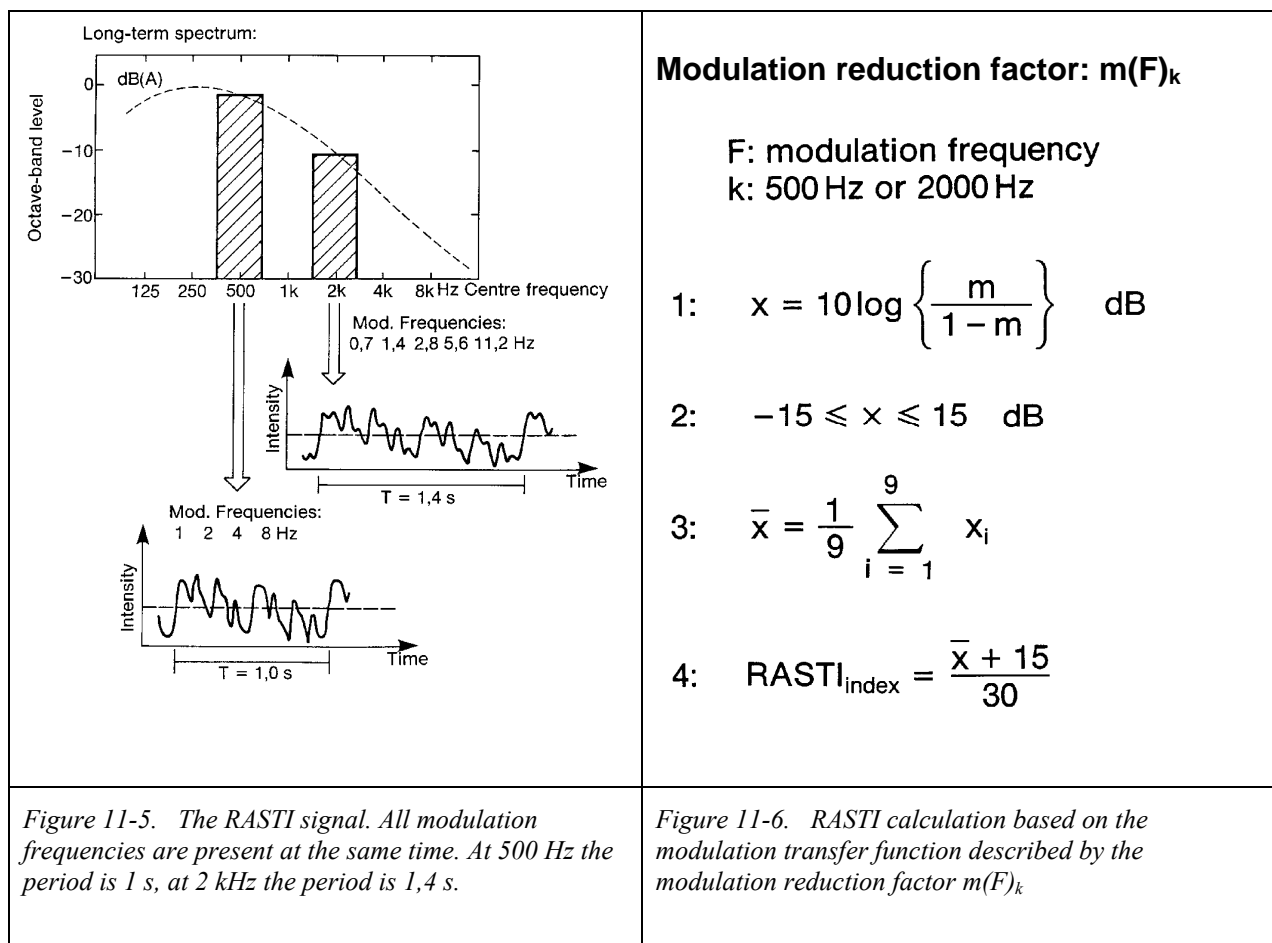 Long-term spectrum:
dB(A)
0
−10
−20
−30
Octave-band level
125 250 500 1k 2k 4k 8k Hz Centre frequency
Mod. Frequencies:
0,7 1,4 2,8 5,6 11,2 Hz
Intensity
Time
T = 1,4 s
Mod. Frequencies:
1 2 4 8 Hz
Intensity
Time
T = 1,0 s
Modulation reduction factor: m(F)k
F: modulation frequency
k: 500 Hz or 2000 Hz
1: x = 10 log { m / 1 − m } dB
2: −15 ⩽ x ⩽ 15 dB
3: x̄ = 1/9 9 ∑ i = 1 xi
4: RASTIindex = x̄ + 15 / 30
Figure 11-5. The RASTI signal. All modulation
frequencies are present at the same time. At 500 Hz the
period is 1 s, at 2 kHz the period is 1,4 s.
Figure 11-6. RASTI calculation based on the
modulation transfer function described by the
modulation reduction factor m(F)k